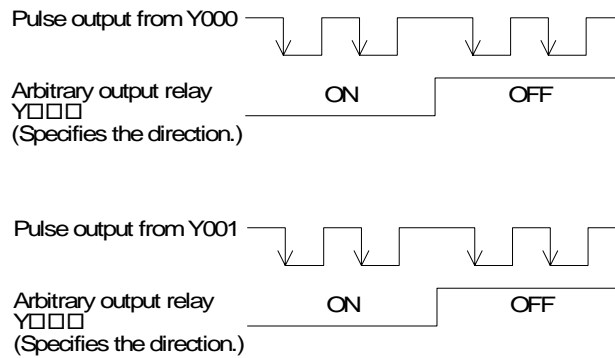 Pulse output from Y000
Arbitrary output relay
Y□□□
(Specifies the direction.)
ON
OFF
Pulse output from Y001
Arbitrary output relay
Y□□□
(Specifies the direction.)
ON
OFF